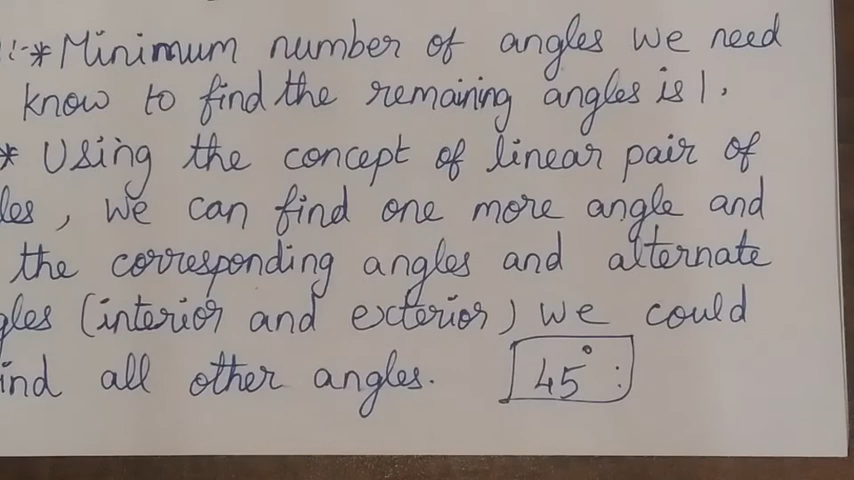 !:-* Minimum number of angles we need
know to find the remaining angles is 1.
* Using the concept of linear pair of
les, we can find one more angle and
the corresponding angles and alternate
gles (interior and exterior) we could
ind all other angles. 45° :